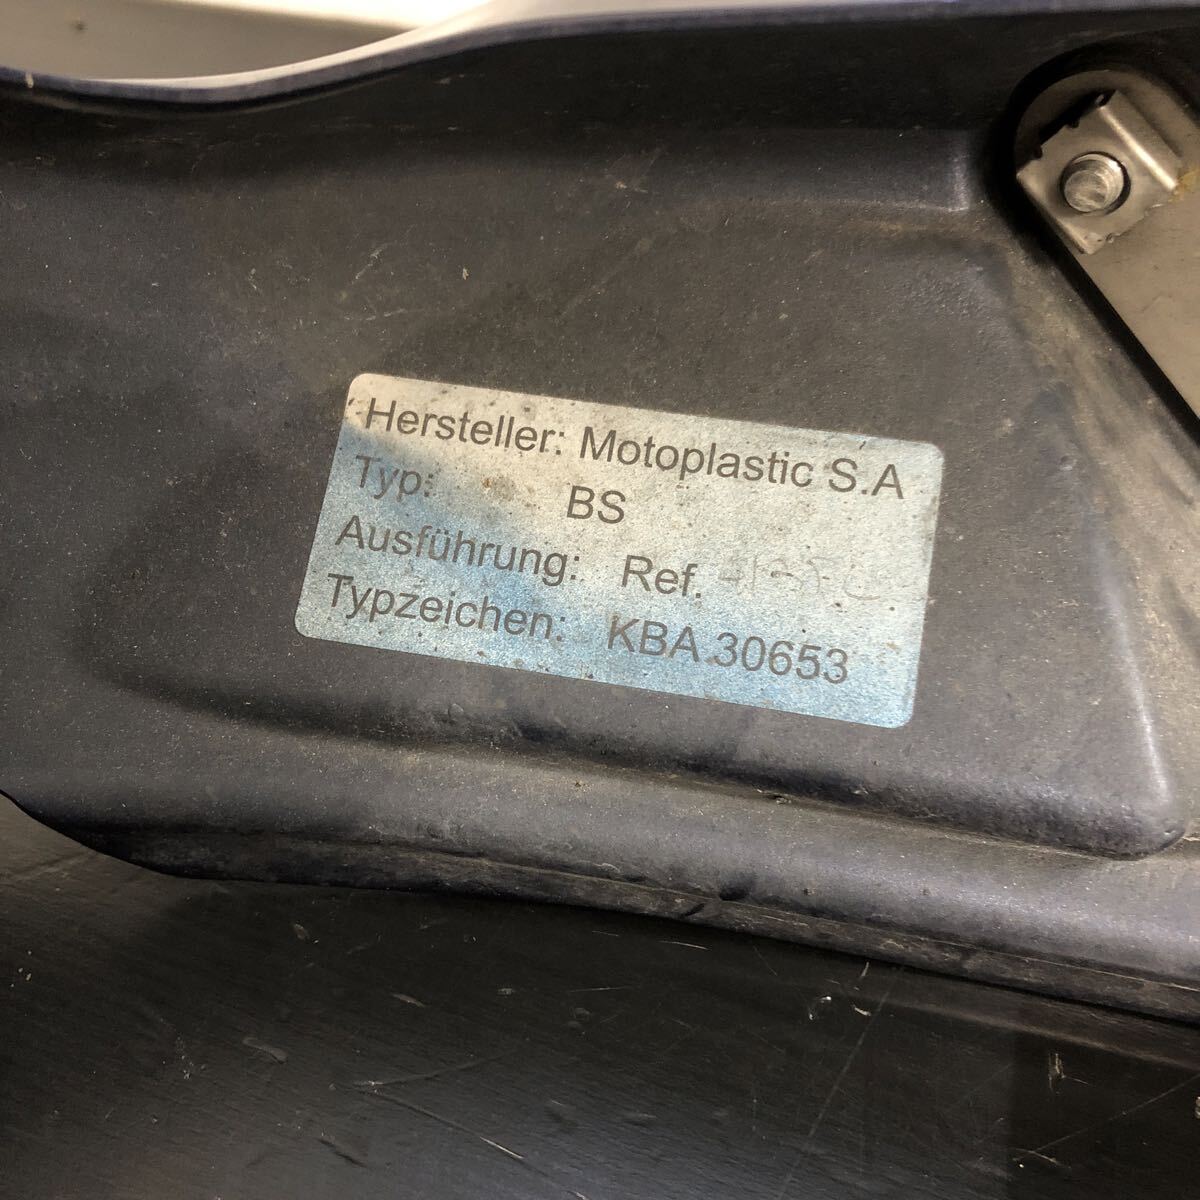 Hersteller: Motoplastic S.A
Typ: BS
Ausführung: Ref.
Typzeichen: KBA 30653